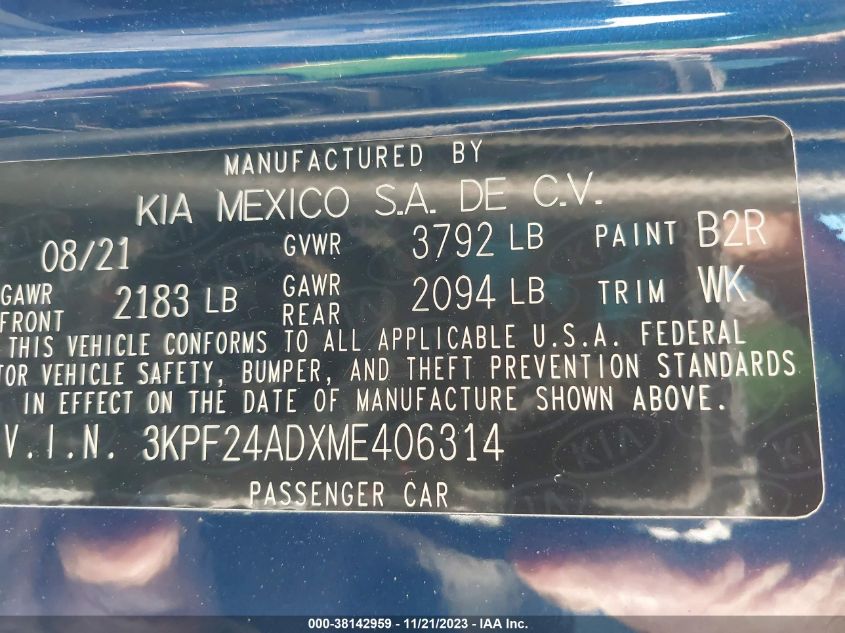 MANUFACTURED BY
KIA MEXICO S.A. DE C.V.
08/21 GVWR 3792 LB PAINT B2R
GAWR FRONT 2183 LB GAWR REAR 2094 LB TRIM WK
THIS VEHICLE CONFORMS TO ALL APPLICABLE U.S.A. FEDERAL
TOR VEHICLE SAFETY, BUMPER, AND THEFT PREVENTION STANDARDS
IN EFFECT ON THE DATE OF MANUFACTURE SHOWN ABOVE.
V.I.N. 3KPF24ADXME406314
PASSENGER CAR
000-38142959 — 11/21/2023 - IAA Inc.